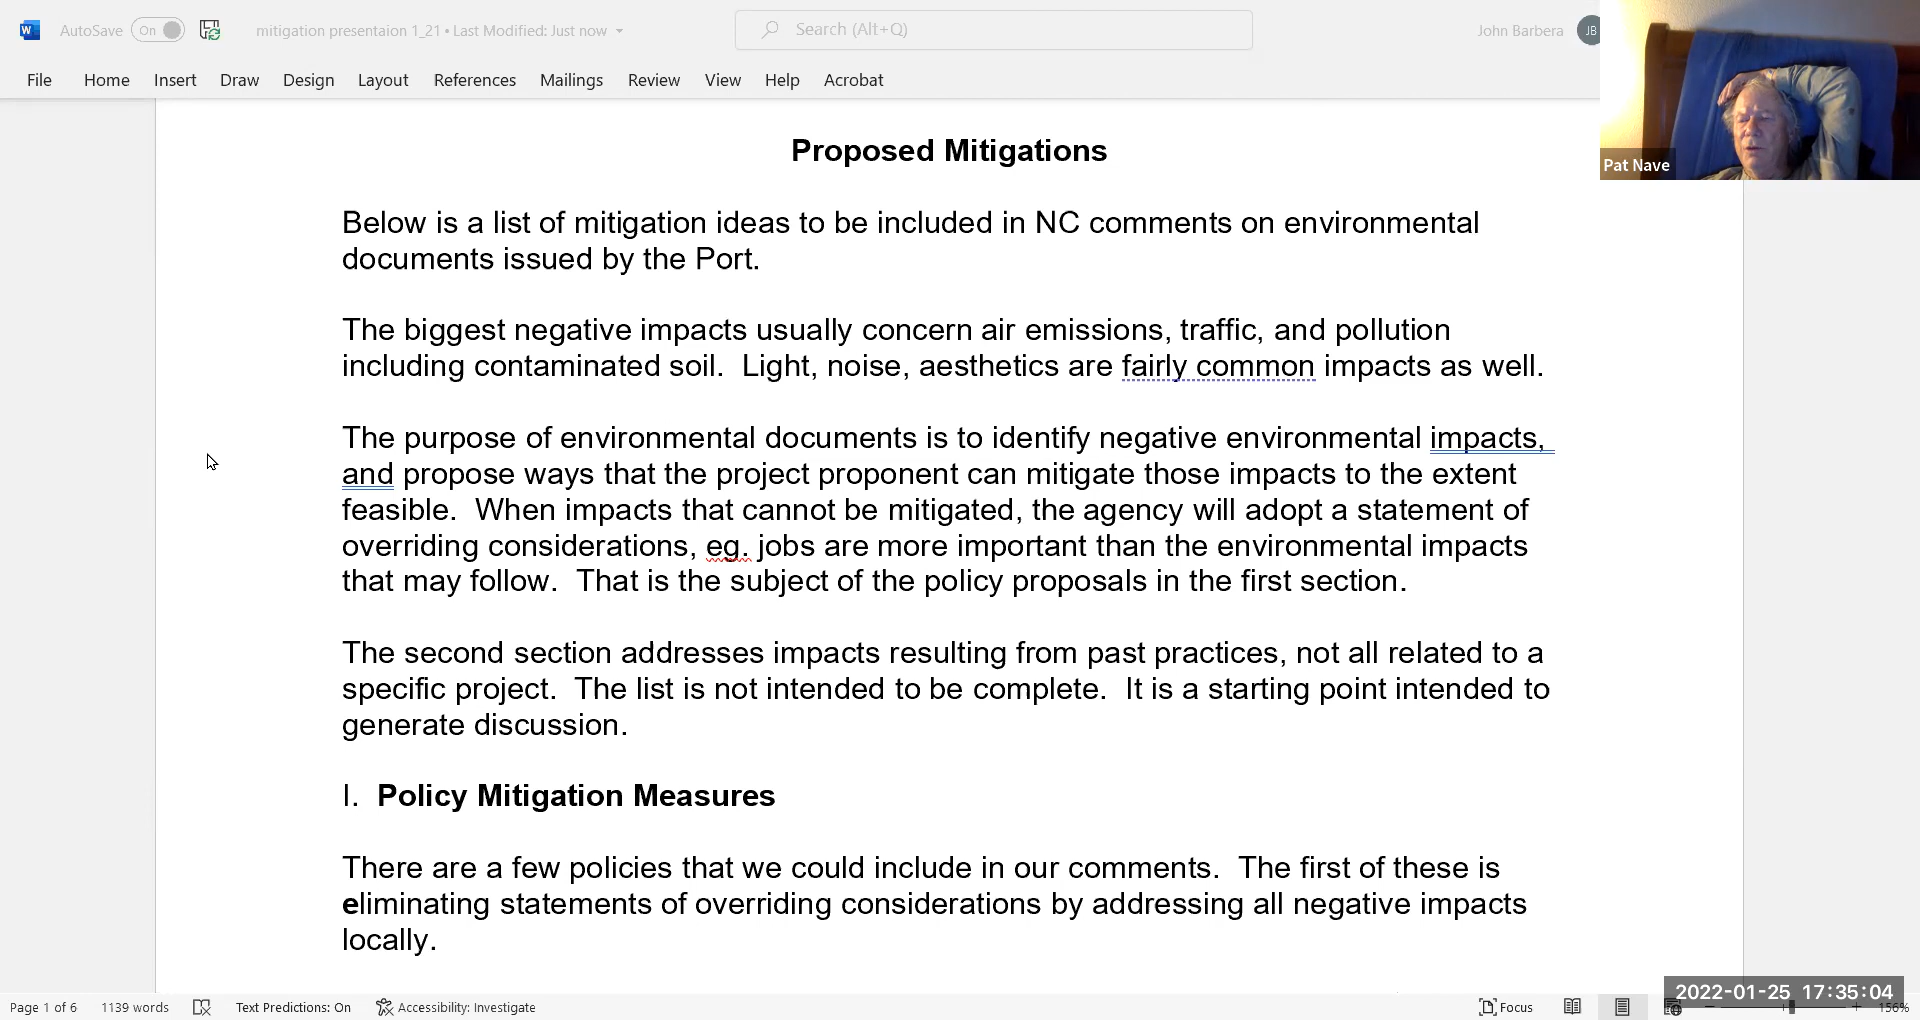 AutoSave On mitigation presentaion 1_21 • Last Modified: Just now Search (Alt+Q) John Barbera JB
File Home Insert Draw Design Layout References Mailings Review View Help Acrobat
Pat Nave
Proposed Mitigations
Below is a list of mitigation ideas to be included in NC comments on environmental
documents issued by the Port.
The biggest negative impacts usually concern air emissions, traffic, and pollution
including contaminated soil. Light, noise, aesthetics are fairly common impacts as well.
The purpose of environmental documents is to identify negative environmental impacts,
and propose ways that the project proponent can mitigate those impacts to the extent
feasible. When impacts that cannot be mitigated, the agency will adopt a statement of
overriding considerations, eg. jobs are more important than the environmental impacts
that may follow. That is the subject of the policy proposals in the first section.
The second section addresses impacts resulting from past practices, not all related to a
specific project. The list is not intended to be complete. It is a starting point intended to
generate discussion.
I. Policy Mitigation Measures
There are a few policies that we could include in our comments. The first of these is
eliminating statements of overriding considerations by addressing all negative impacts
locally.
2022-01-25 17:35:04
Page 1 of 6 1139 words Text Predictions: On Accessibility: Investigate Focus 156%